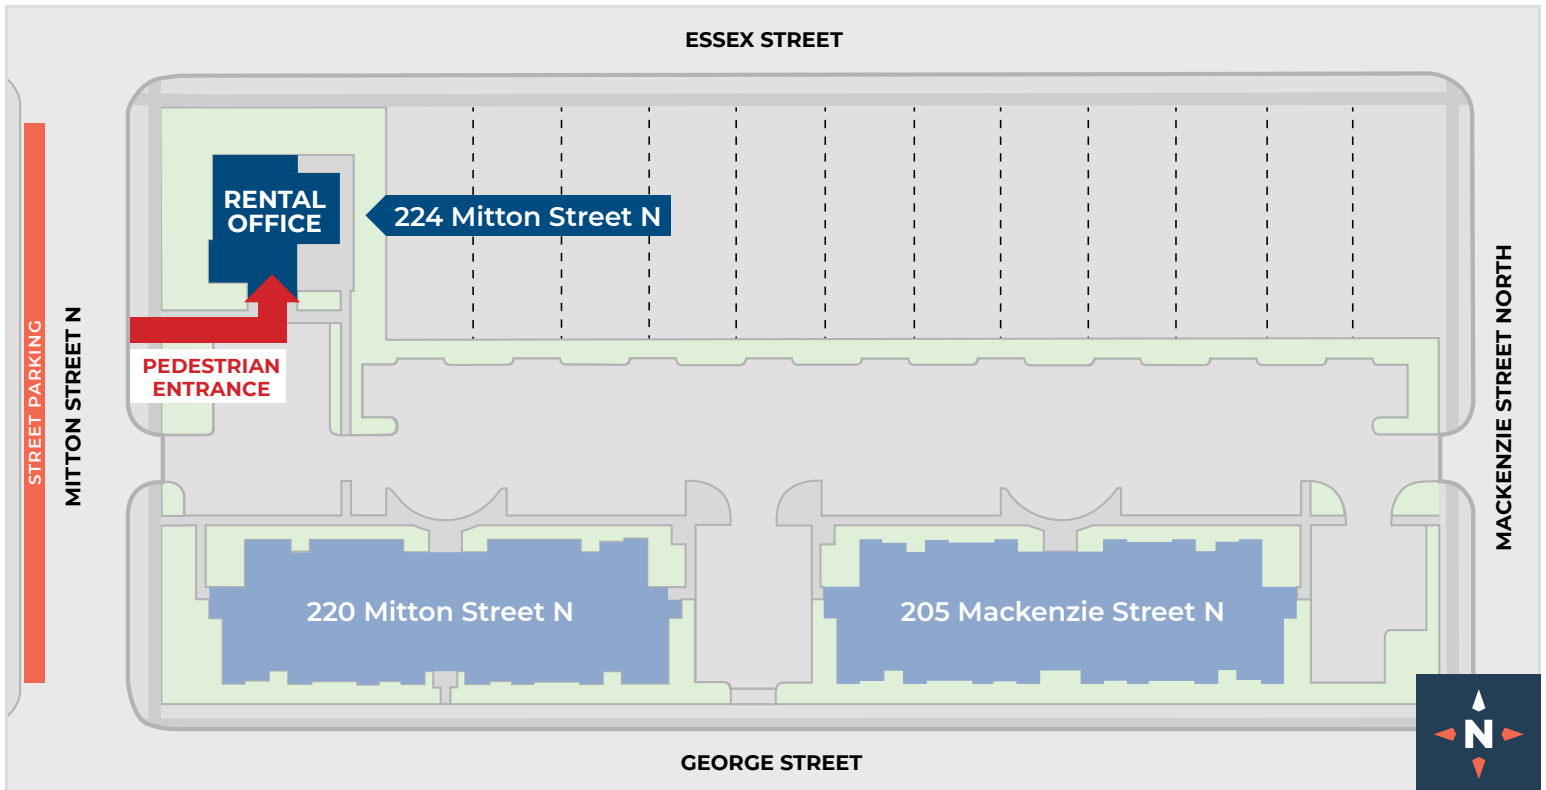 ESSEX STREET
RENTAL
OFFICE
224 Mitton Street N
PEDESTRIAN
ENTRANCE
STREET PARKING
MITTON STREET N
MACKENZIE STREET NORTH
220 Mitton Street N
205 Mackenzie Street N
GEORGE STREET
N